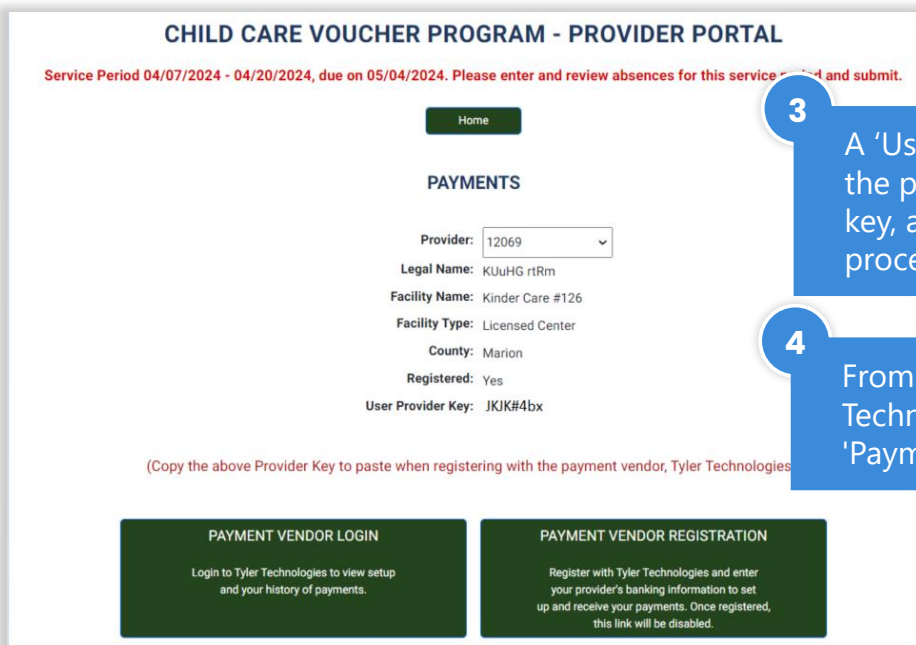 CHILD CARE VOUCHER PROGRAM - PROVIDER PORTAL
Service Period 04/07/2024 - 04/20/2024, due on 05/04/2024. Please enter and review absences for this service and submit.
Home
PAYMENTS
Provider: 12069
Legal Name: KUuHG rtRm
Facility Name: Kinder Care #126
Facility Type: Licensed Center
County: Marion
Registered: Yes
User Provider Key: JKJK#4bx
(Copy the above Provider Key to paste when registering with the payment vendor, Tyler Technologies
PAYMENT VENDOR LOGIN
Login to Tyler Technologies to view setup
and your history of payments.
PAYMENT VENDOR REGISTRATION
Register with Tyler Technologies and enter
your provider's banking information to set
up and receive your payments. Once registered,
this link will be disabled.
3
A ‘Us
the p
key, a
proce
4
From
Techn
'Paym